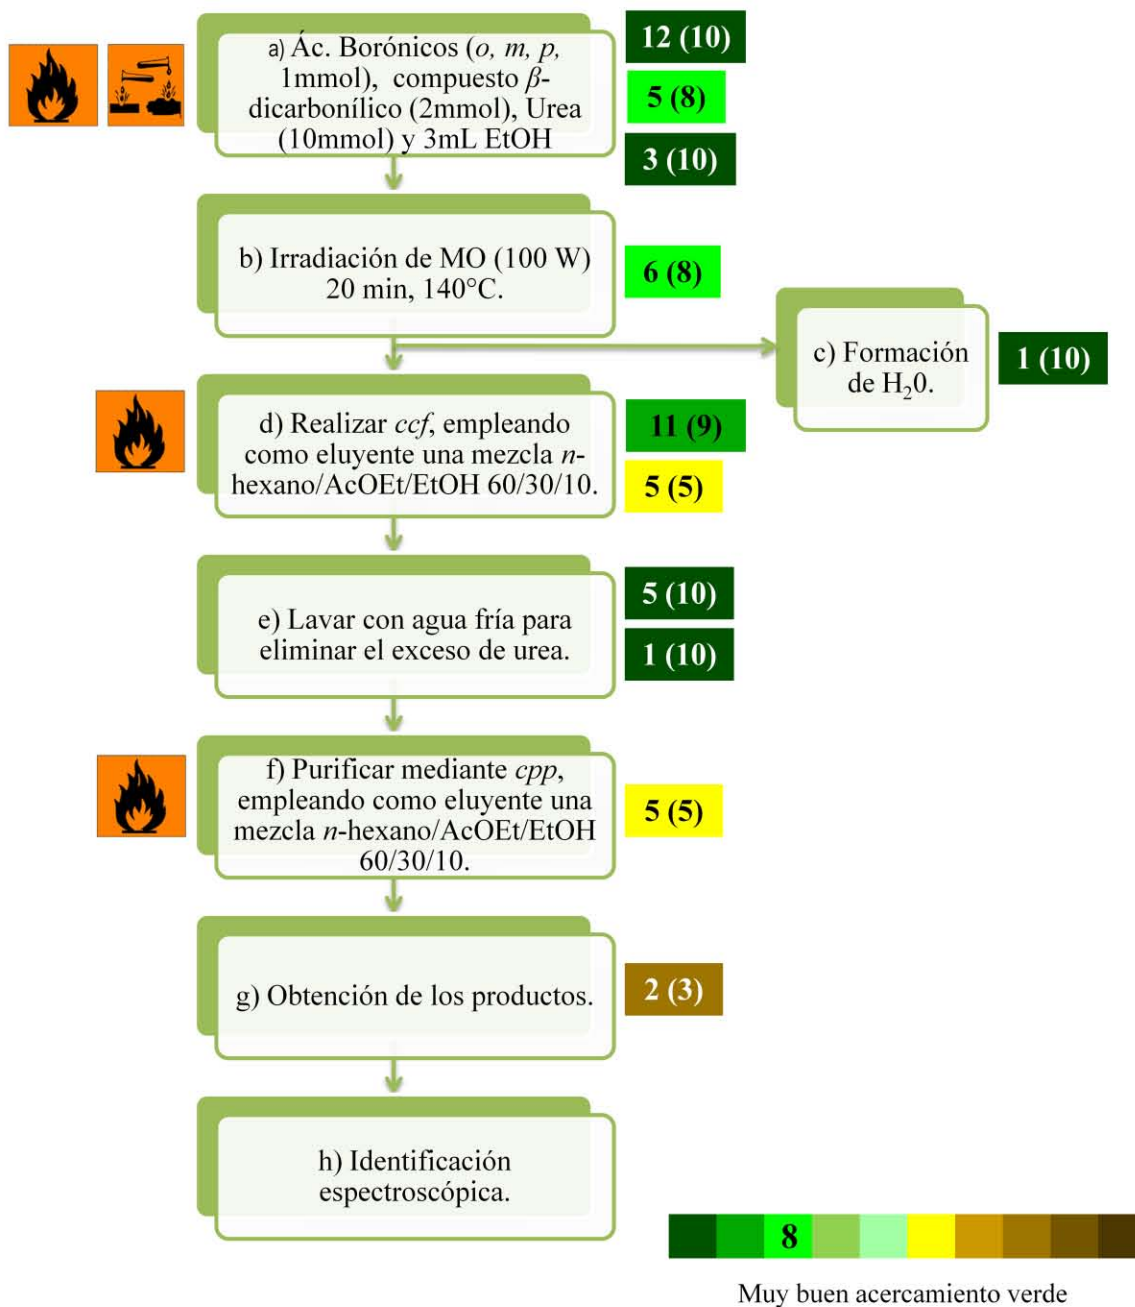 a) Ác. Borónicos (o, m, p,
1mmol), compuesto β-
dicarbonílico (2mmol), Urea
(10mmol) y 3mL EtOH
12 (10)
5 (8)
3 (10)
b) Irradiación de MO (100 W)
20 min, 140°C.
6 (8)
c) Formación
de H₂0.
1 (10)
d) Realizar ccf, empleando
como eluyente una mezcla n-
hexano/AcOEt/EtOH 60/30/10.
11 (9)
5 (5)
e) Lavar con agua fría para
eliminar el exceso de urea.
5 (10)
1 (10)
f) Purificar mediante cpp,
empleando como eluyente una
mezcla n-hexano/AcOEt/EtOH
60/30/10.
5 (5)
g) Obtención de los productos.
2 (3)
h) Identificación
espectroscópica.
8
Muy buen acercamiento verde